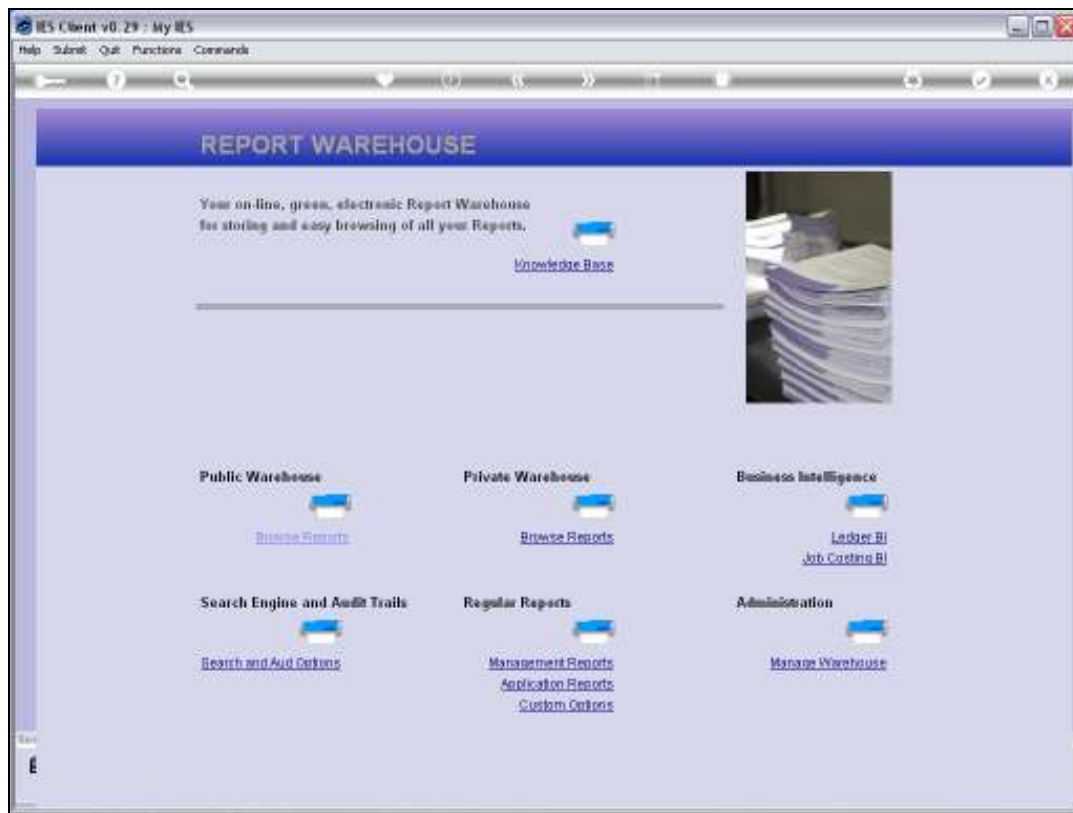 IES Client v0.29 : My IES
Help Submit Quit Functions Commands
REPORT WAREHOUSE
Your on-line, green, electronic Report Warehouse
for storing and easy browsing of all your Reports.
Knowledge Base
Public Warehouse
Private Warehouse
Business Intelligence
Browse Reports
Browse Reports
Ledger BI
Job Costing BI
Search Engine and Audit Trails
Regular Reports
Administration
Search and Aud Options
Management Reports
Manage Warehouse
Application Reports
Custom Options